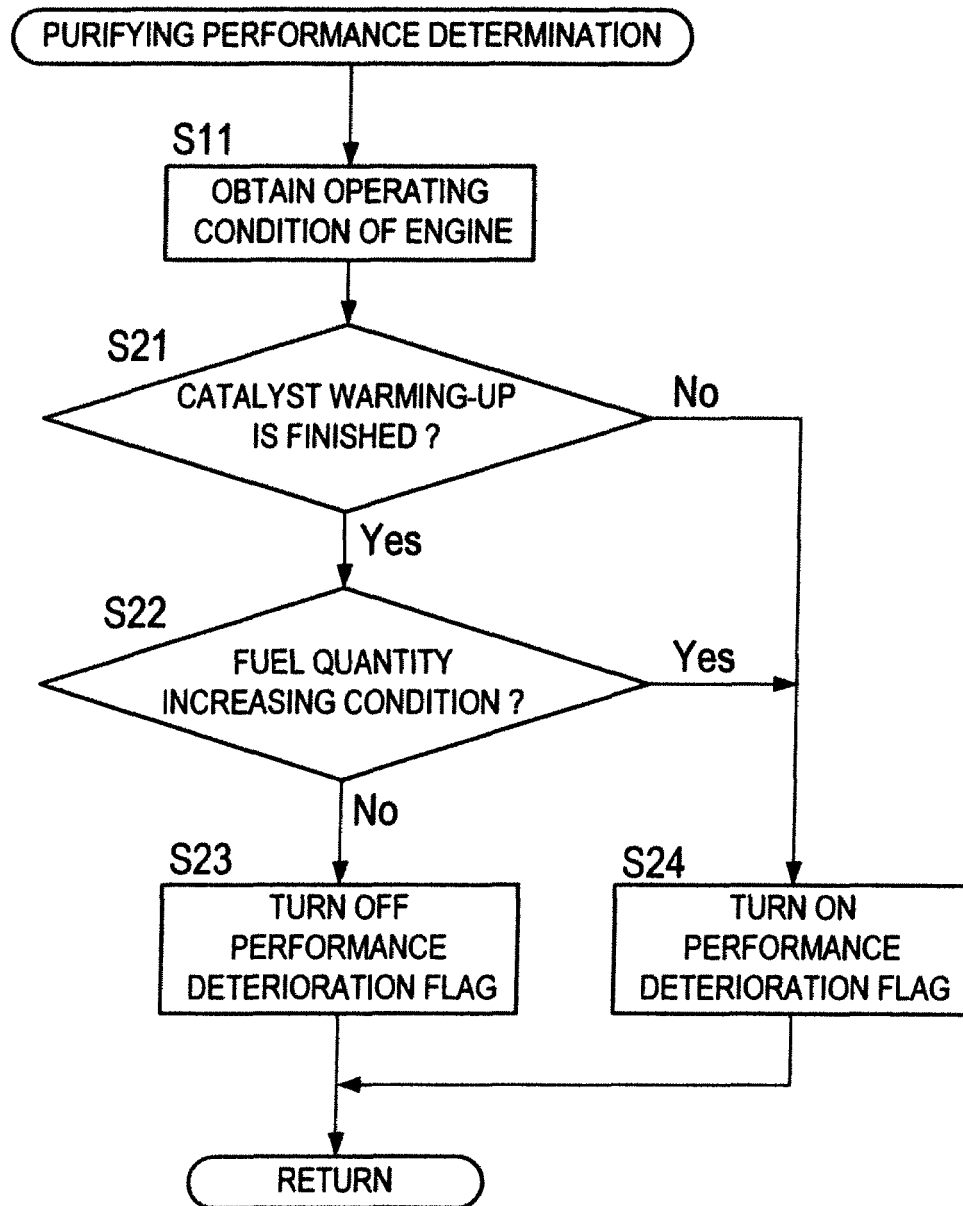 PURIFYING PERFORMANCE DETERMINATION
S11
OBTAIN OPERATING
CONDITION OF ENGINE
S21
CATALYST WARMING-UP
IS FINISHED ?
No
Yes
S22
FUEL QUANTITY
INCREASING CONDITION ?
Yes
No
S23
TURN OFF
PERFORMANCE
DETERIORATION FLAG
S24
TURN ON
PERFORMANCE
DETERIORATION FLAG
RETURN